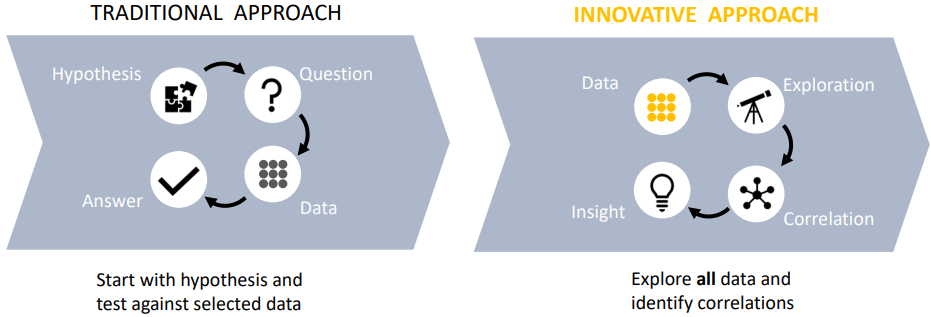 TRADITIONAL APPROACH
Hypothesis
Question
Answer
Data
Start with hypothesis and
test against selected data
INNOVATIVE APPROACH
Data
Exploration
Insight
Correlation
Explore all data and
identify correlations